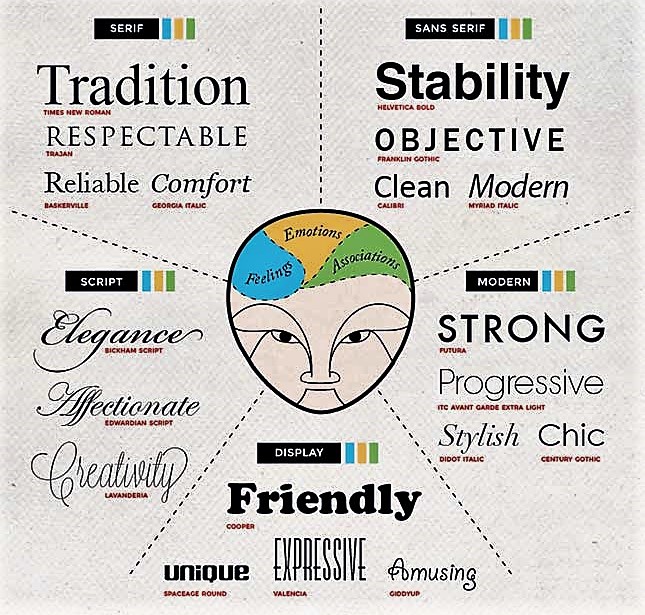 SERIF
Tradition
TIMES NEW ROMAN
RESPECTABLE
TRAJAN
Reliable Comfort
BASKERVILLE GEORGIA ITALIC
SANS SERIF
Stability
HELVETICA BOLD
OBJECTIVE
FRANKLIN GOTHIC
Clean Modern
CALIBRI MYRIAD ITALIC
Emotions
Feelings
Associations
SCRIPT
Elegance
BICKHAM SCRIPT
Affectionate
EDWARDIAN SCRIPT
Creativity
LAVANDERIA
MODERN
STRONG
FUTURA
Progressive
ITC AVANT GARDE EXTRA LIGHT
Stylish Chic
DIDOT ITALIC CENTURY GOTHIC
DISPLAY
Friendly
COOPER
unique EXPRESSIVE Amusing
SPACEAGE ROUND VALENCIA GIDDYUP